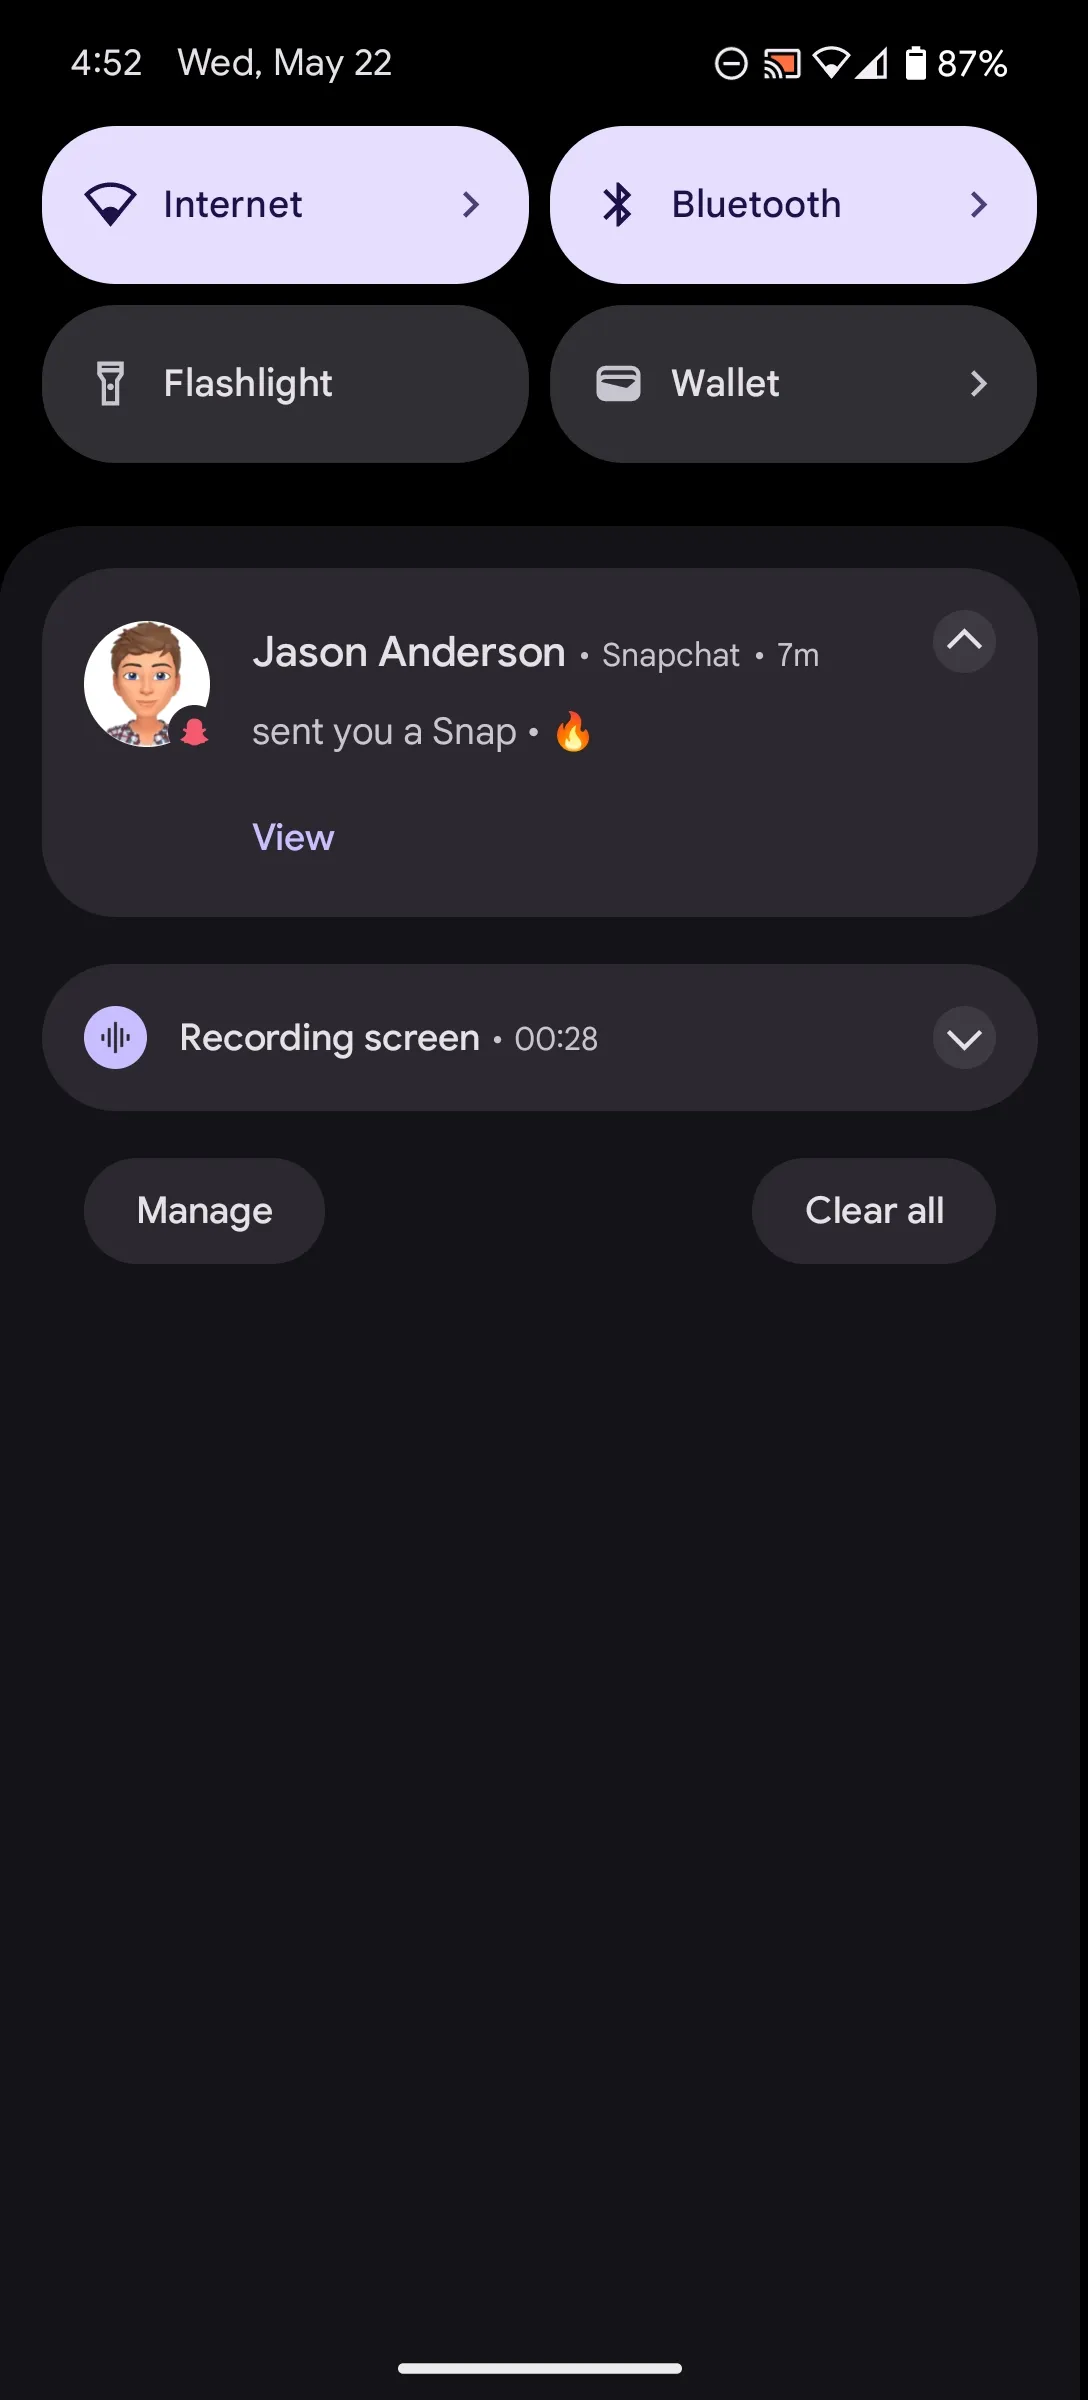 4:52 Wed, May 22 87%
Internet Bluetooth
Flashlight Wallet
Jason Anderson • Snapchat • 7m
sent you a Snap • 🔥
View
Recording screen • 00:28
Manage Clear all